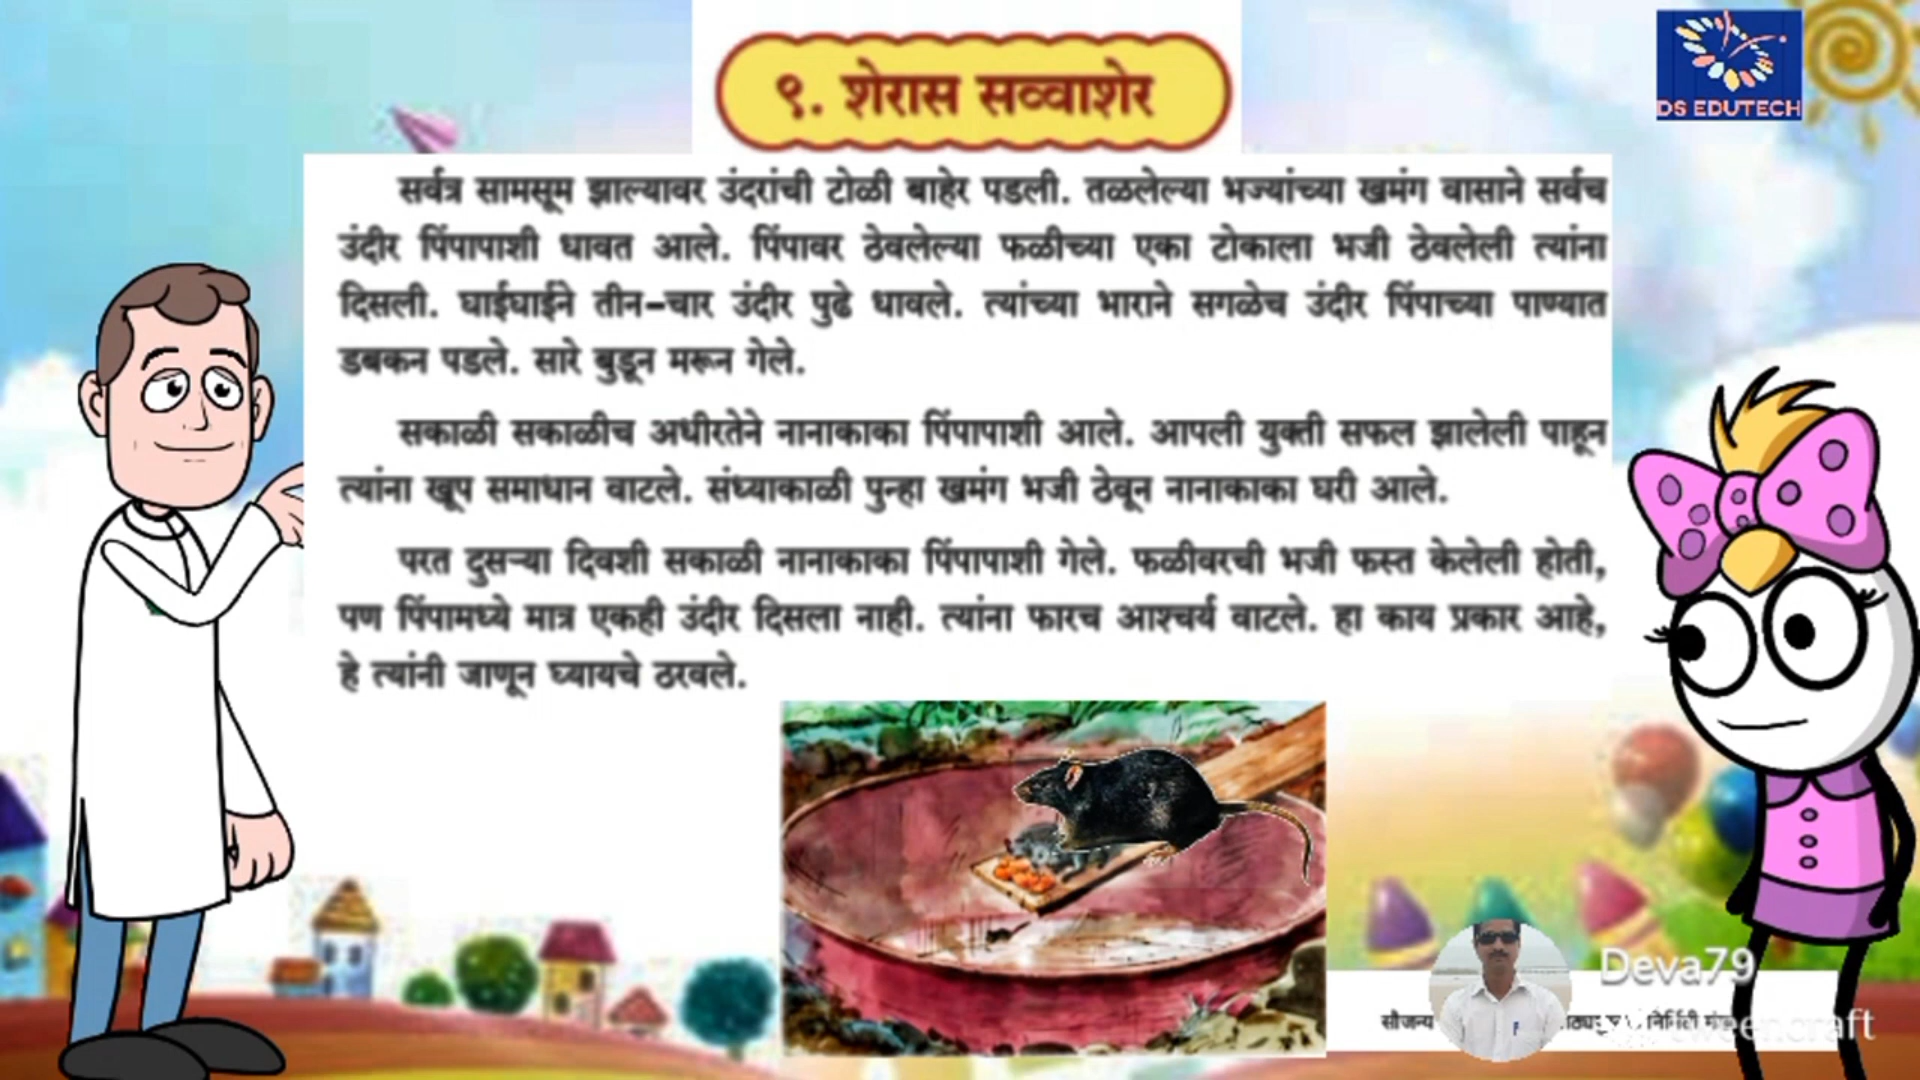 ९. शेरास सव्वाशेर
DS EDUTECH
सर्वत्र सामसूम झाल्यावर उंदरांची टोळी बाहेर पडली. तळलेल्या भज्यांच्या खमंग वासाने सर्वच
उंदीर पिंपापाशी धावत आले. पिंपावर ठेवलेल्या फळीच्या एका टोकाला भजी ठेवलेली त्यांना
दिसली. घाईघाईने तीन-चार उंदीर पुढे धावले. त्यांच्या भाराने सगळेच उंदीर पिंपाच्या पाण्यात
डबकन पडले. सारे बुडून मरून गेले.
सकाळी सकाळीच अधीरतेने नानाकाका पिंपापाशी आले. आपली युक्ती सफल झालेली पाहून
त्यांना खूप समाधान वाटले. संध्याकाळी पुन्हा खमंग भजी ठेवून नानाकाका घरी आले.
परत दुसऱ्या दिवशी सकाळी नानाकाका पिंपापाशी गेले. फळीवरची भजी फस्त केलेली होती,
पण पिंपामध्ये मात्र एकही उंदीर दिसला नाही. त्यांना फारच आश्चर्य वाटले. हा काय प्रकार आहे,
हे त्यांनी जाणून घ्यायचे ठरवले.
Deva79
सौजन्य